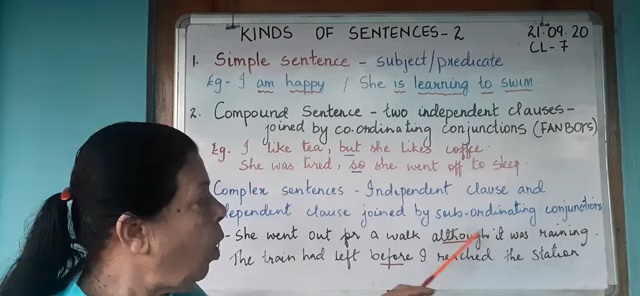 KINDS OF SENTENCES-2
21.09.20
CL-7
1. Simple sentence - subject/predicate
Eg- I am happy / She is learning to swim.
2. Compound Sentence - two independent clauses-
joined by co-ordinating conjunctions (FANBOYS)
Eg. I like tea, but she likes coffee.
She was tired, so she went off to sleep.
Complex sentences - Independent clause and
dependent clause joined by sub-ordinating conjunctions
- She went out for a walk although it was raining.
The train had left before I reached the station